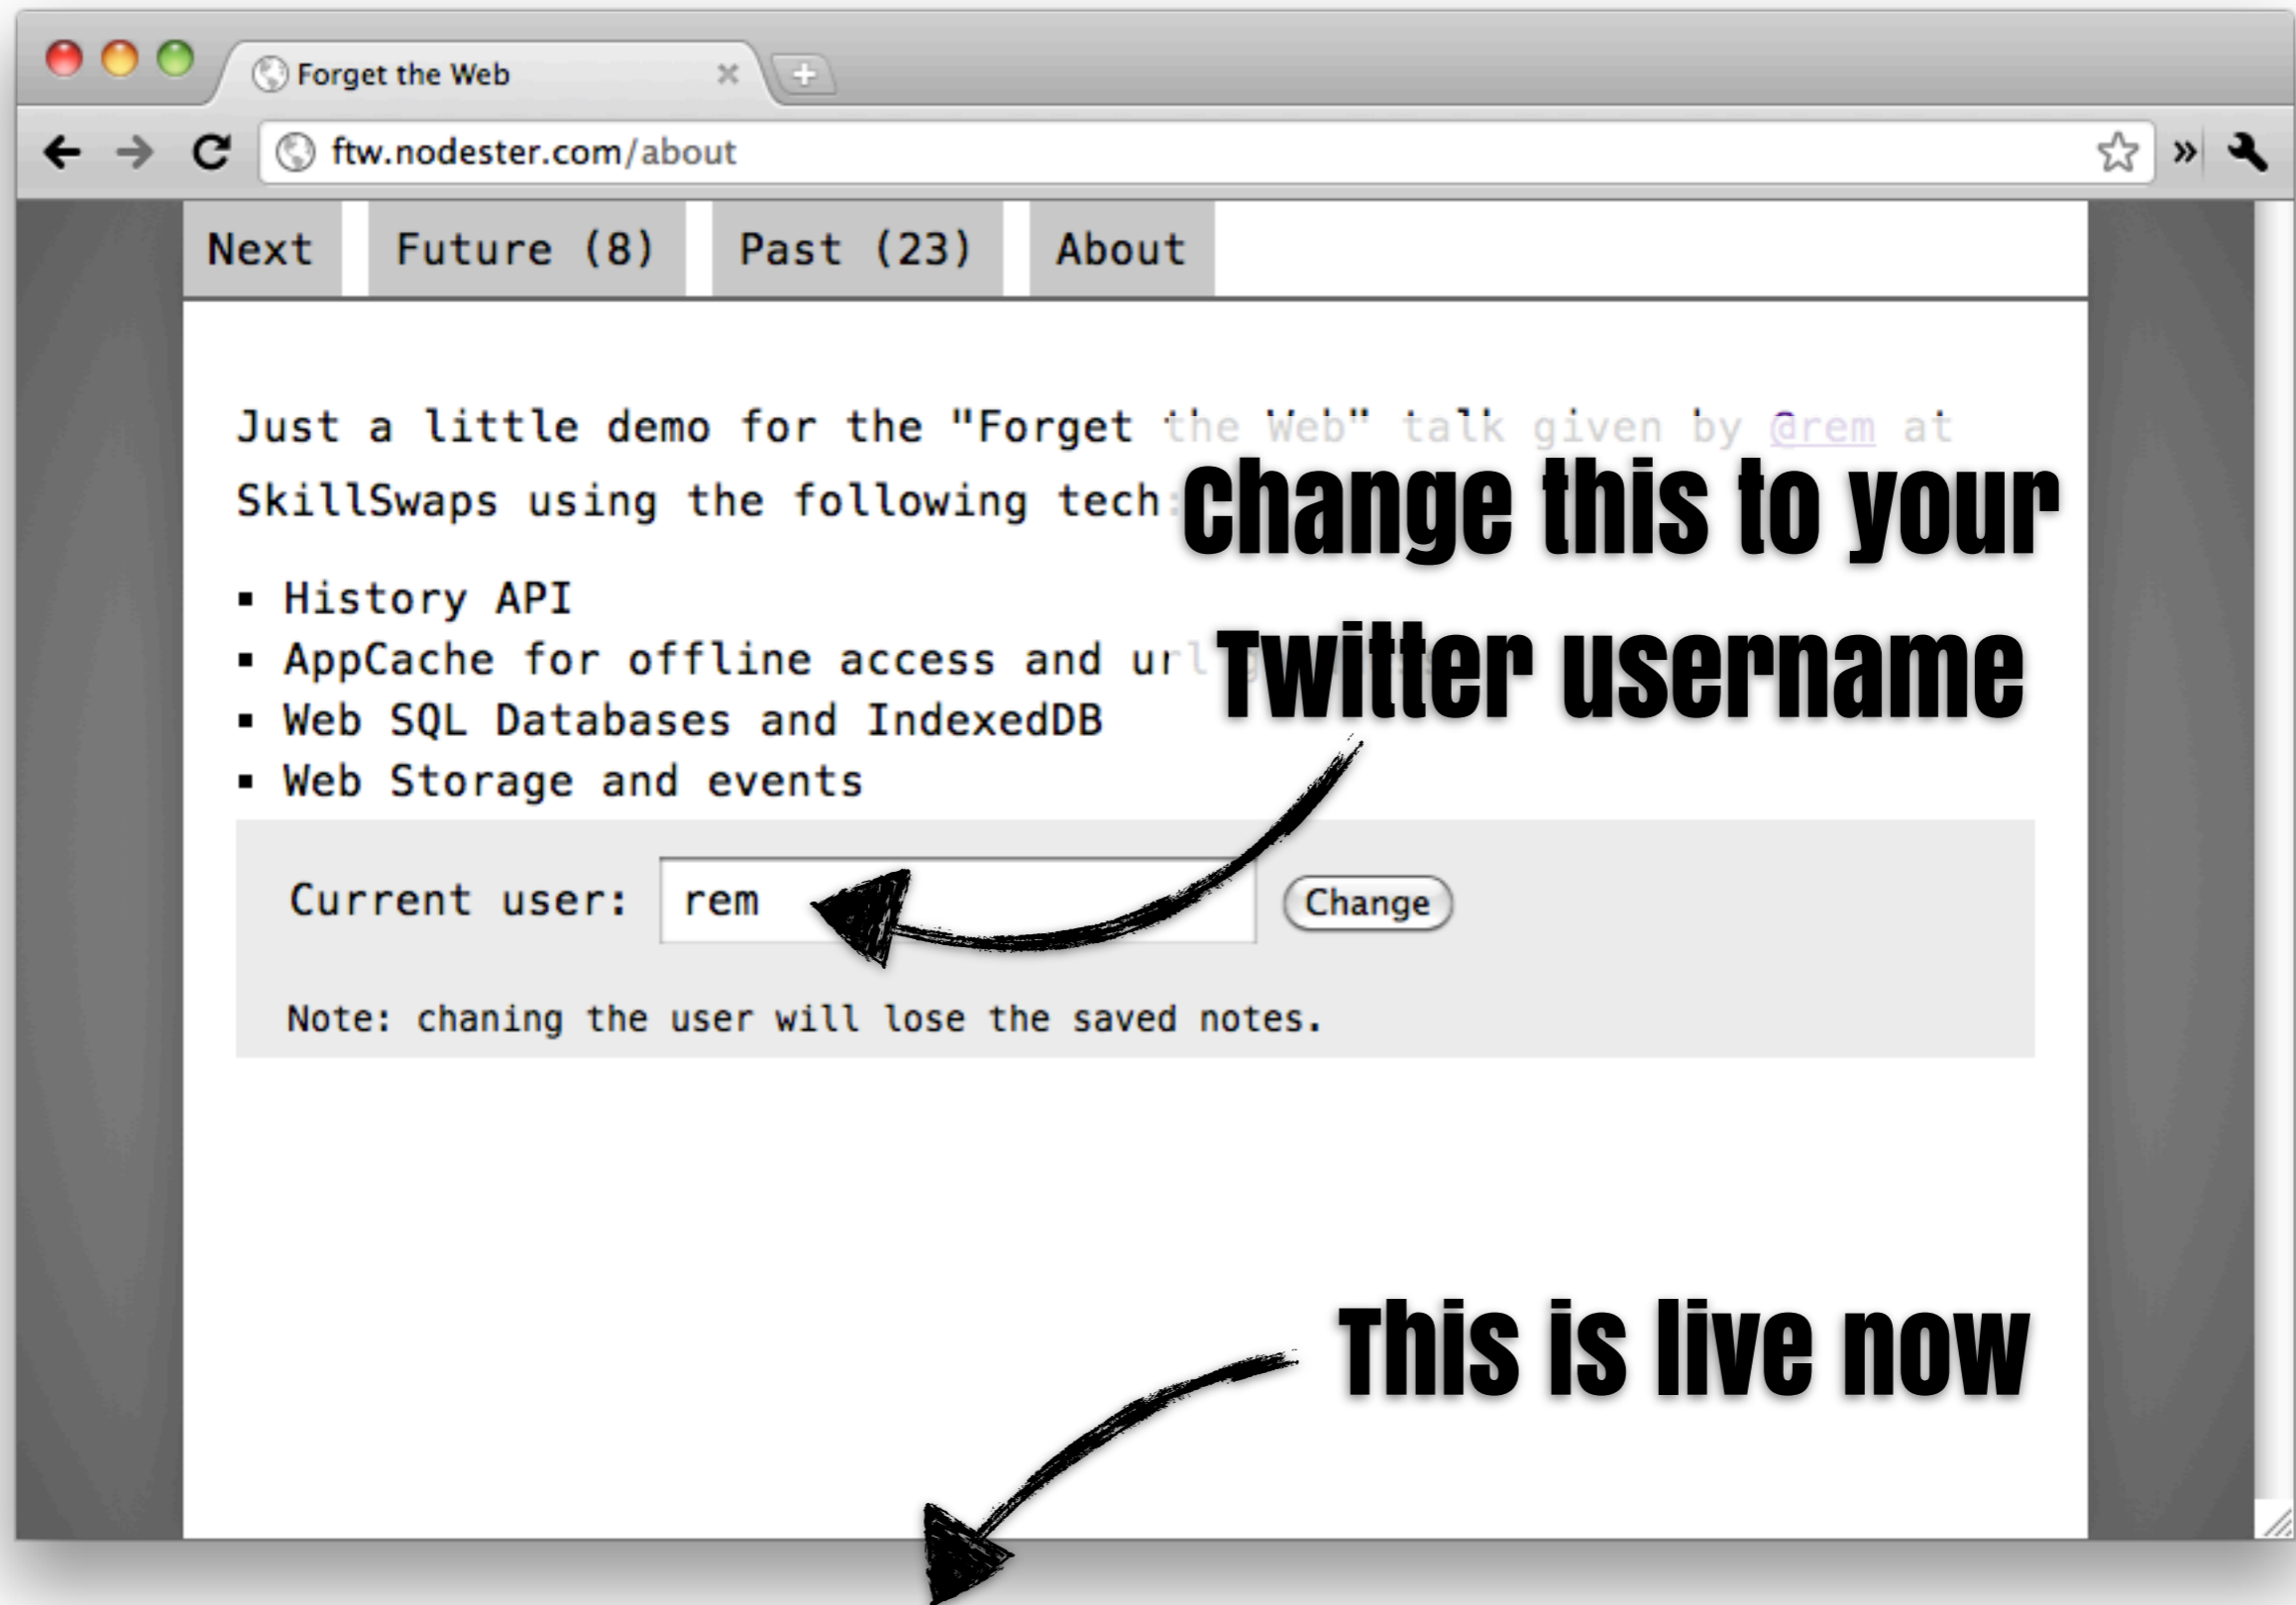 Forget the Web
ftw.nodester.com/about
Next Future (8) Past (23) About
Just a little demo for the "Forget the Web" talk given by @rem at
SkillSwaps using the following tech:
Change this to your
Twitter username
▪ History API
▪ AppCache for offline access and url
▪ Web SQL Databases and IndexedDB
▪ Web Storage and events
Current user: rem Change
Note: chaning the user will lose the saved notes.
This is live now